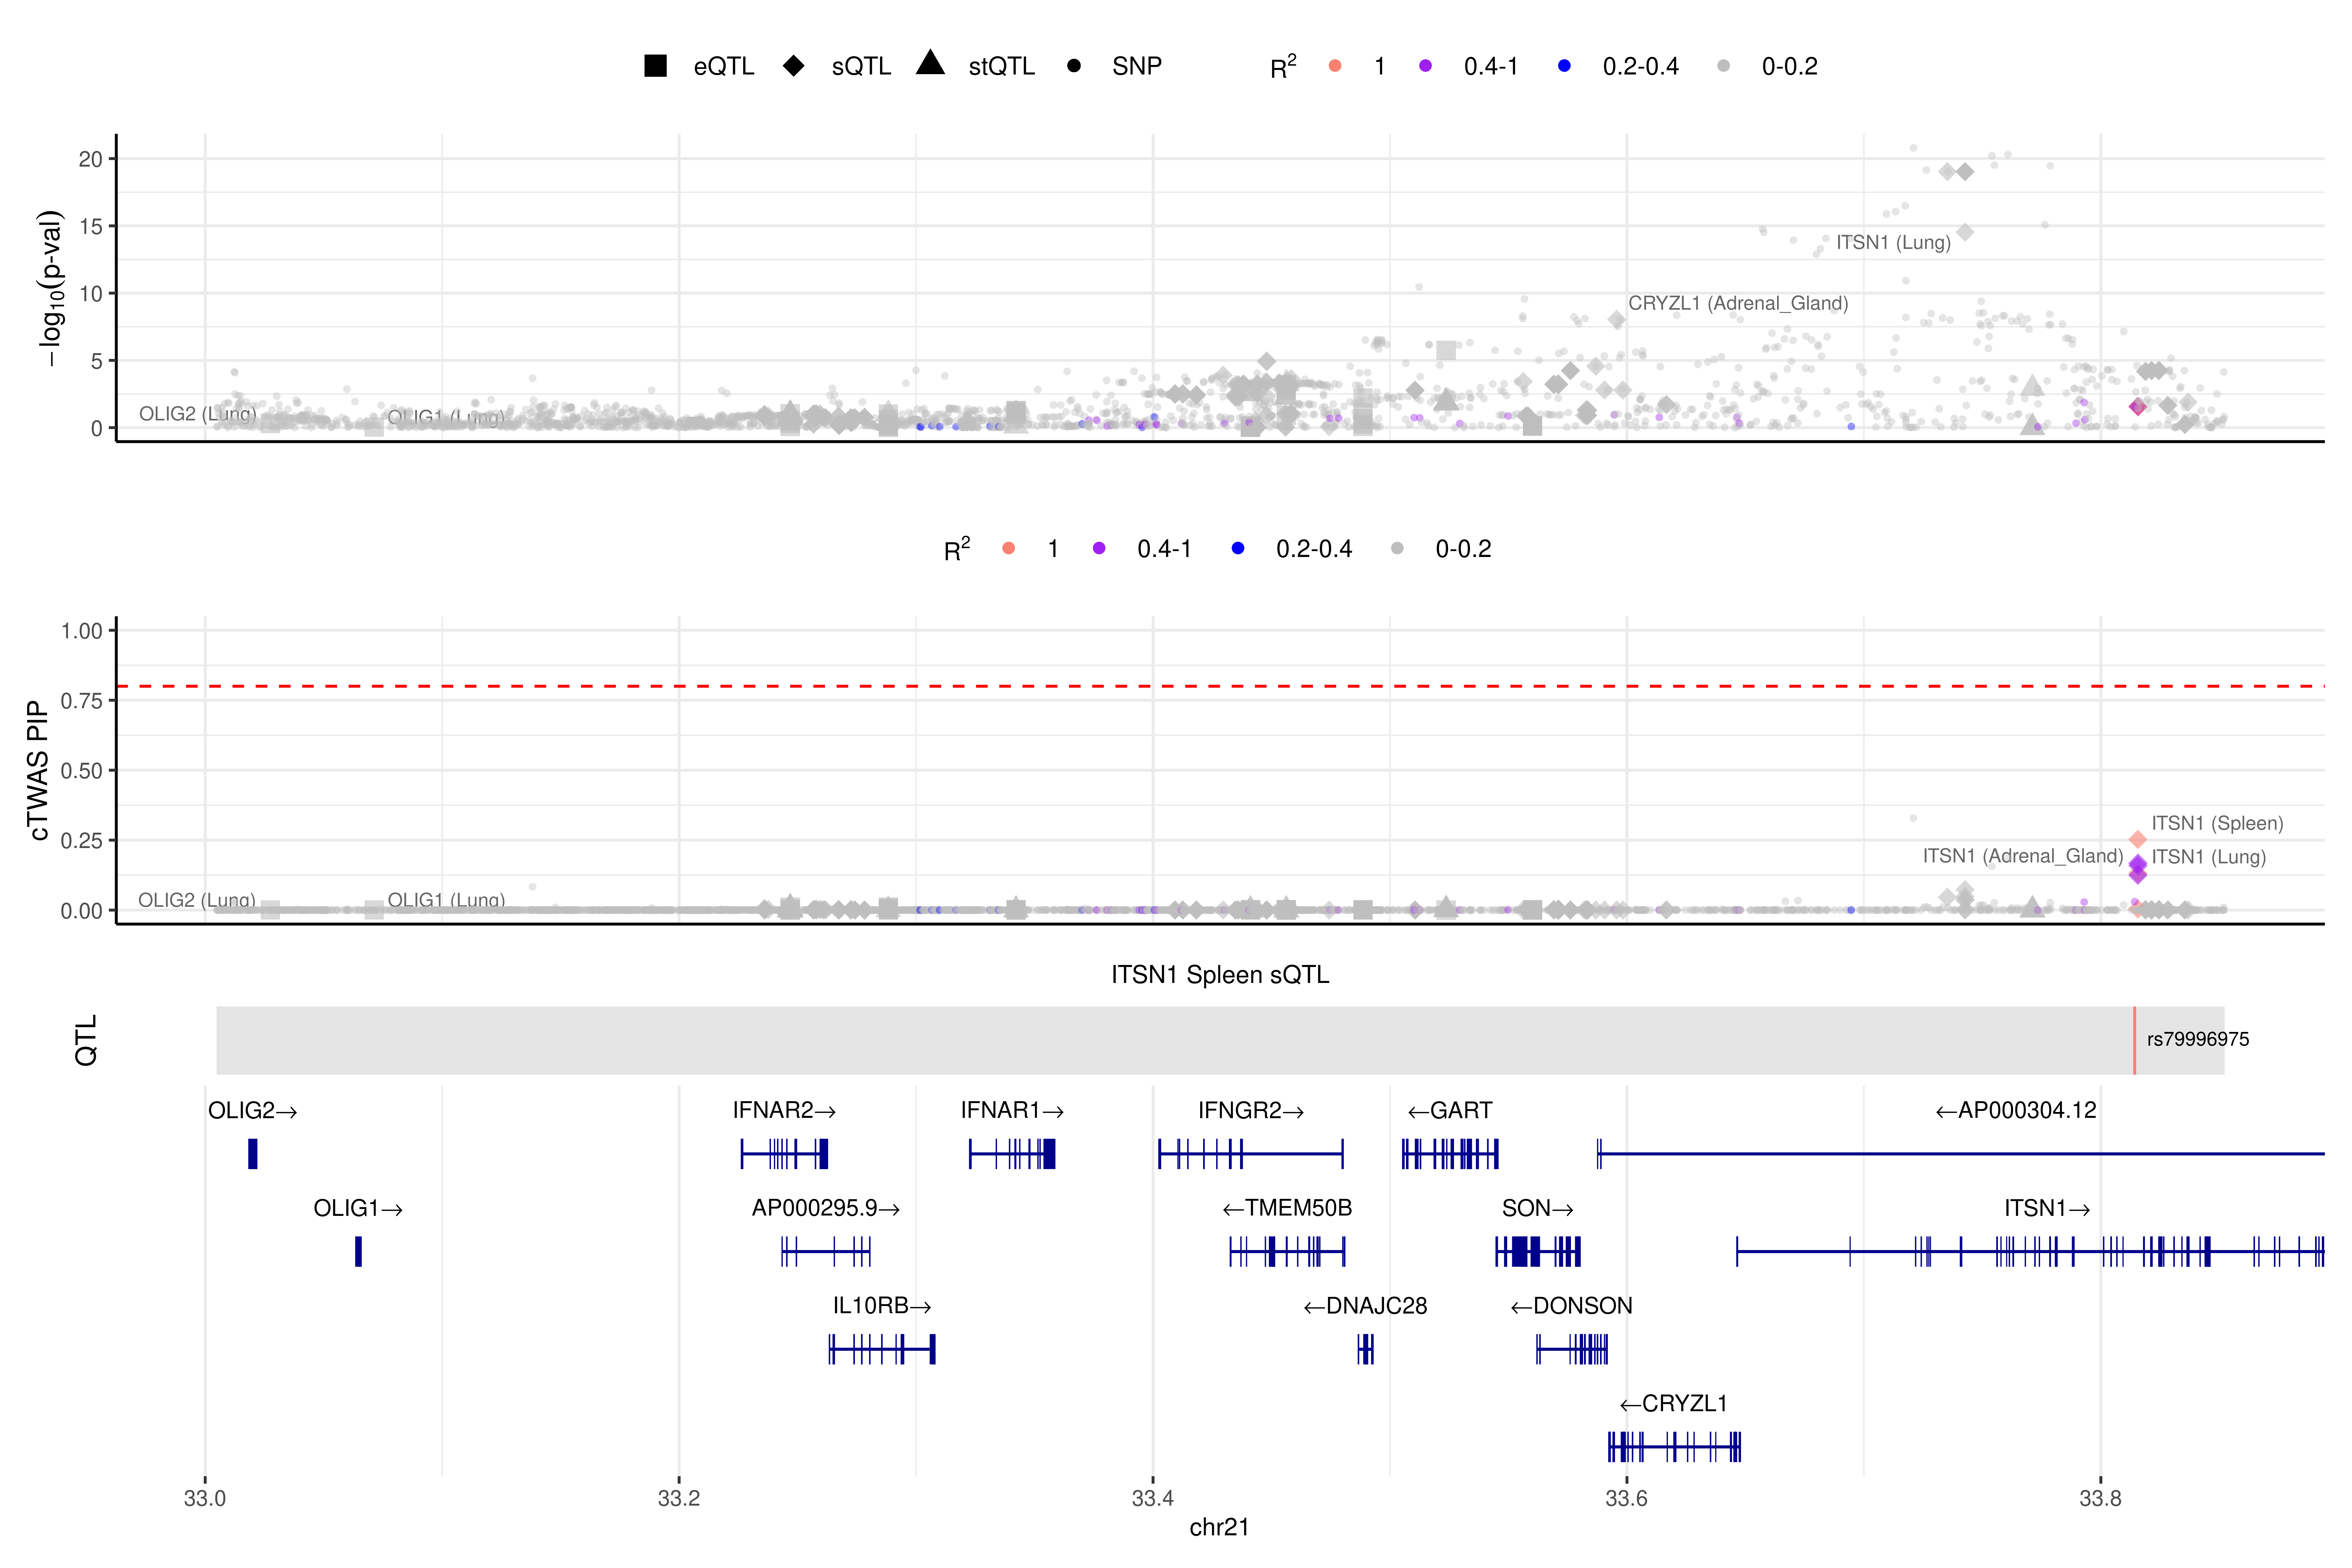 eQTL sQTL stQTL SNP R2 1 0.4-1 0.2-0.4 0-0.2
−log10(p-val)
20
15
10
5
0
ITSN1 (Lung)
CRYZL1 (Adrenal_Gland)
OLIG2 (Lung)
OLIG1 (Lung)
R2 1 0.4-1 0.2-0.4 0-0.2
cTWAS PIP
1.00
0.75
0.50
0.25
0.00
ITSN1 (Spleen)
ITSN1 (Adrenal_Gland)
ITSN1 (Lung)
OLIG2 (Lung)
OLIG1 (Lung)
ITSN1 Spleen sQTL
QTL
rs79996975
OLIG2→ IFNAR2→ IFNAR1→ IFNGR2→ ←GART ←AP000304.12
OLIG1→ AP000295.9→ ←TMEM50B SON→ ITSN1→
IL10RB→ ←DNAJC28 ←DONSON
←CRYZL1
33.0 33.2 33.4 33.6 33.8
chr21